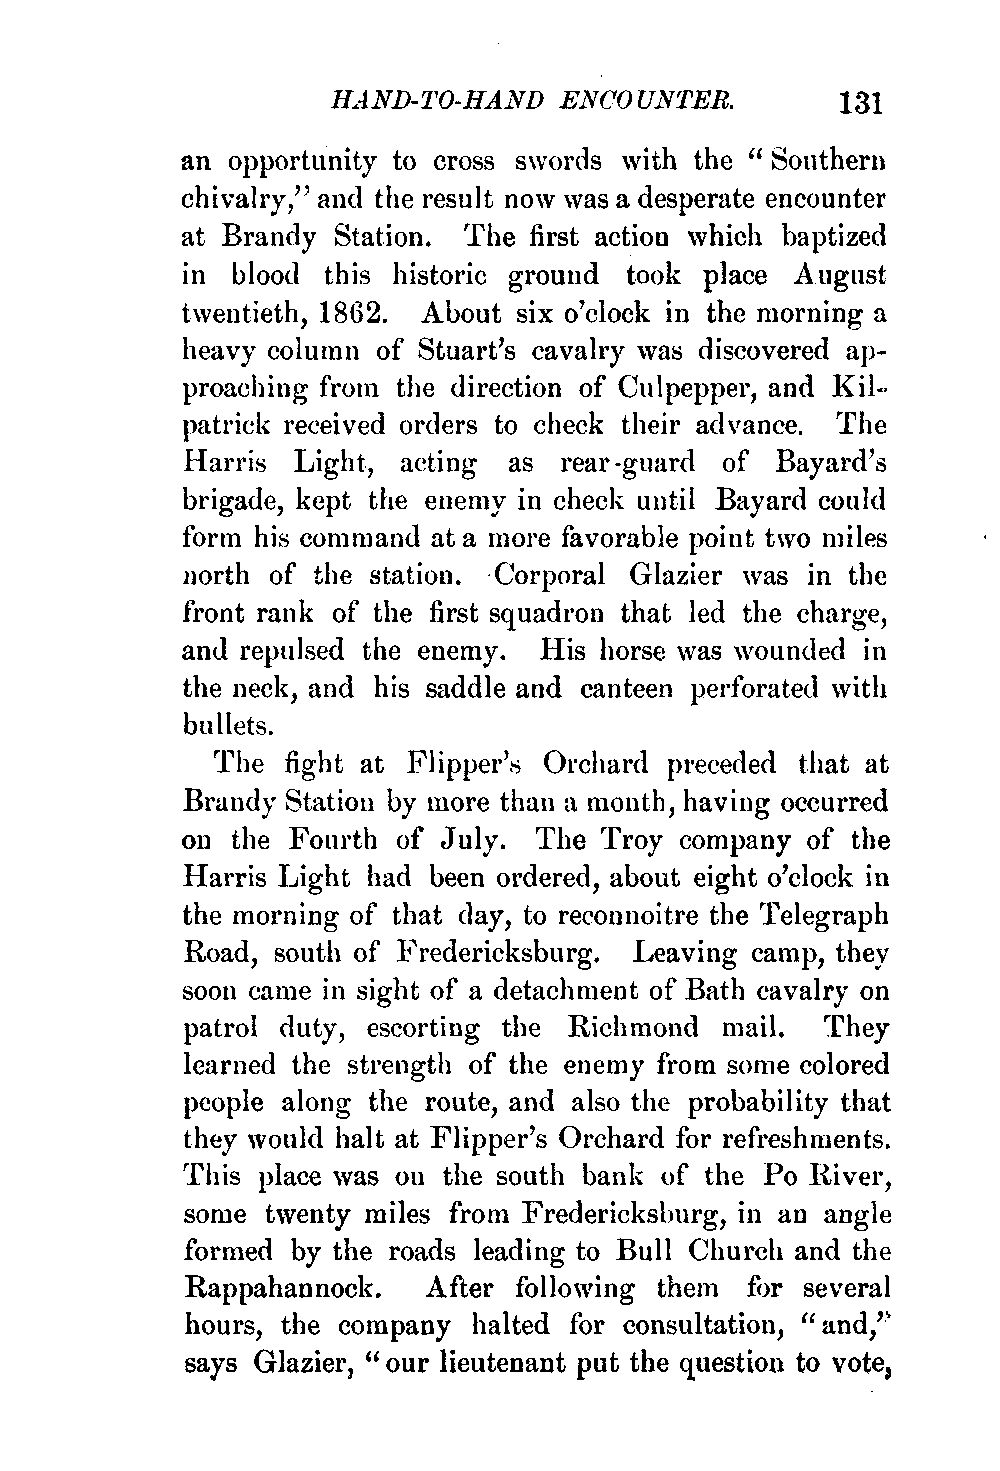 HAND-TO-HAND ENCOUNTER. 131
an opportunity to cross swords with the “Southern
chivalry,” and the result now was a desperate encounter
at Brandy Station. The first action which baptized
in blood this historic ground took place August
twentieth, 1862. About six o’clock in the morning a
heavy column of Stuart’s cavalry was discovered ap-
proaching from the direction of Culpepper, and Kil-
patrick received orders to check their advance. The
Harris Light, acting as rear-guard of Bayard’s
brigade, kept the enemy in check until Bayard could
form his command at a more favorable point two miles
north of the station. Corporal Glazier was in the
front rank of the first squadron that led the charge,
and repulsed the enemy. His horse was wounded in
the neck, and his saddle and canteen perforated with
bullets.
The fight at Flipper’s Orchard preceded that at
Brandy Station by more than a month, having occurred
on the Fourth of July. The Troy company of the
Harris Light had been ordered, about eight o’clock in
the morning of that day, to reconnoitre the Telegraph
Road, south of Fredericksburg. Leaving camp, they
soon came in sight of a detachment of Bath cavalry on
patrol duty, escorting the Richmond mail. They
learned the strength of the enemy from some colored
people along the route, and also the probability that
they would halt at Flipper’s Orchard for refreshments.
This place was on the south bank of the Po River,
some twenty miles from Fredericksburg, in an angle
formed by the roads leading to Bull Church and the
Rappahannock. After following them for several
hours, the company halted for consultation, “and,”
says Glazier, “our lieutenant put the question to vote,